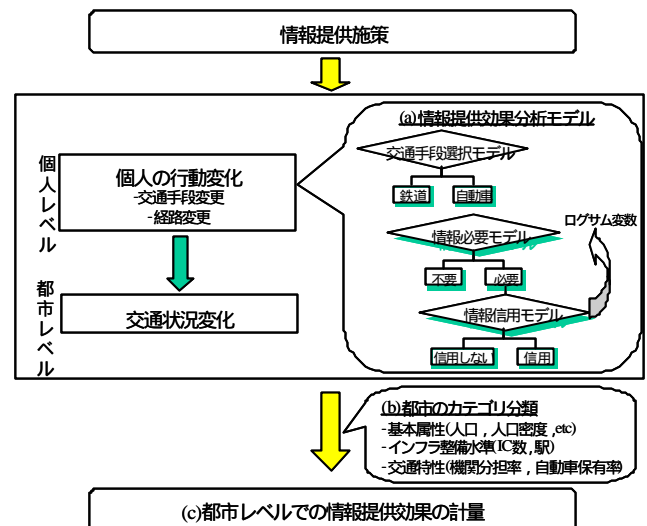 情報提供施策
(a)情報提供効果分析モデル
交通手段選択モデル
鉄道
自動車
個人レベル
個人の行動変化
-交通手段変更
-経路変更
ログサム変数
情報必要モデル
不要
必要
都市レベル
交通状況変化
情報信用モデル
信用しない
信用
(b)都市のカテゴリ分類
-基本属性(人口，人口密度,etc)
-インフラ整備水準(IC数,駅)
-交通特性(機関分担率，自動車保有率)
(c)都市レベルでの情報提供効果の計量